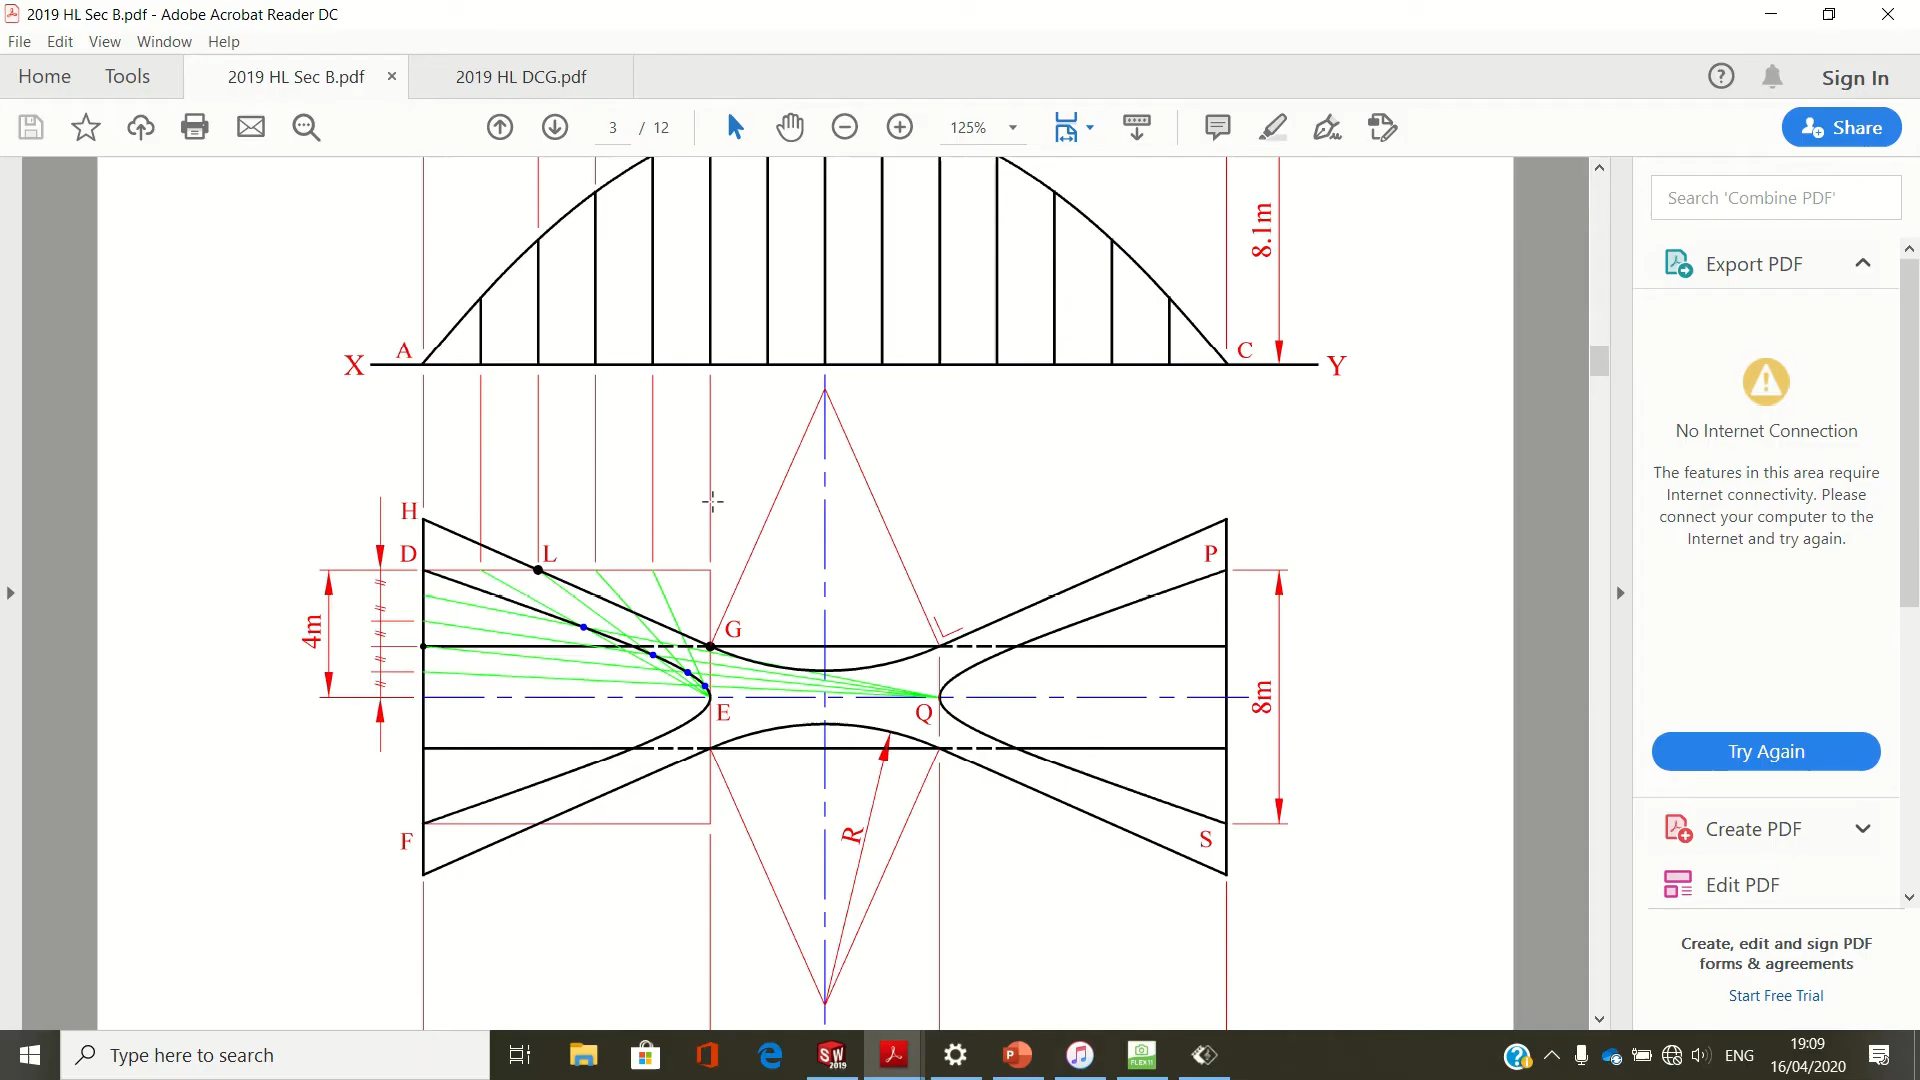 2019 HL Sec B.pdf - Adobe Acrobat Reader DC
File Edit View Window Help
Home Tools 2019 HL Sec B.pdf × 2019 HL DCG.pdf Sign In
3 / 12 125% Share
Search 'Combine PDF'
Export PDF
No Internet Connection
The features in this area require
Internet connectivity. Please
connect your computer to the
Internet and try again.
Try Again
Create PDF
Edit PDF
Create, edit and sign PDF
forms & agreements
Start Free Trial
8.1m
X A C Y
H
D L P
G
4m
E Q 8m
R
F S
Type here to search
SW
2019
P
FLEX 11
ENG
19:09
16/04/2020